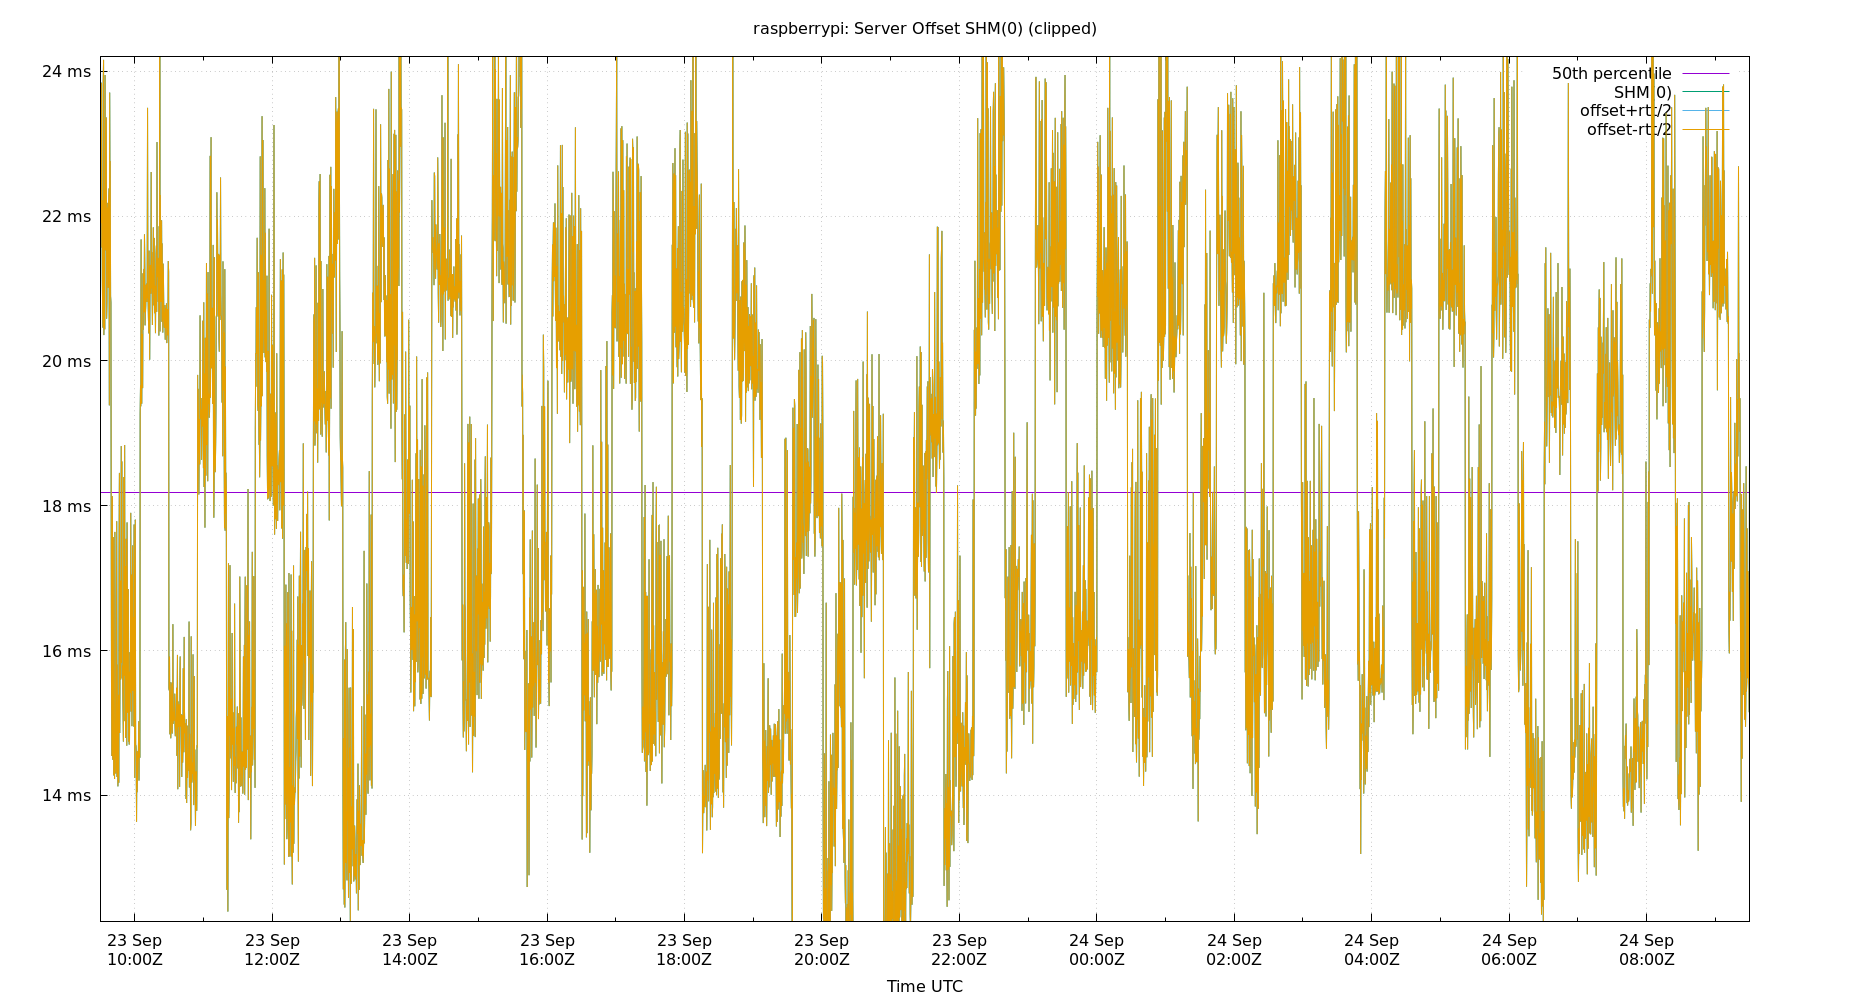 raspberrypi: Server Offset SHM(0) (clipped)
50th percentile
SHM(0)
offset+rtt/2
offset-rtt/2
24 ms
22 ms
20 ms
18 ms
16 ms
14 ms
23 Sep 23 Sep 23 Sep 23 Sep 23 Sep 23 Sep 23 Sep 24 Sep 24 Sep 24 Sep 24 Sep 24 Sep
10:00Z 12:00Z 14:00Z 16:00Z 18:00Z 20:00Z 22:00Z 00:00Z 02:00Z 04:00Z 06:00Z 08:00Z
Time UTC